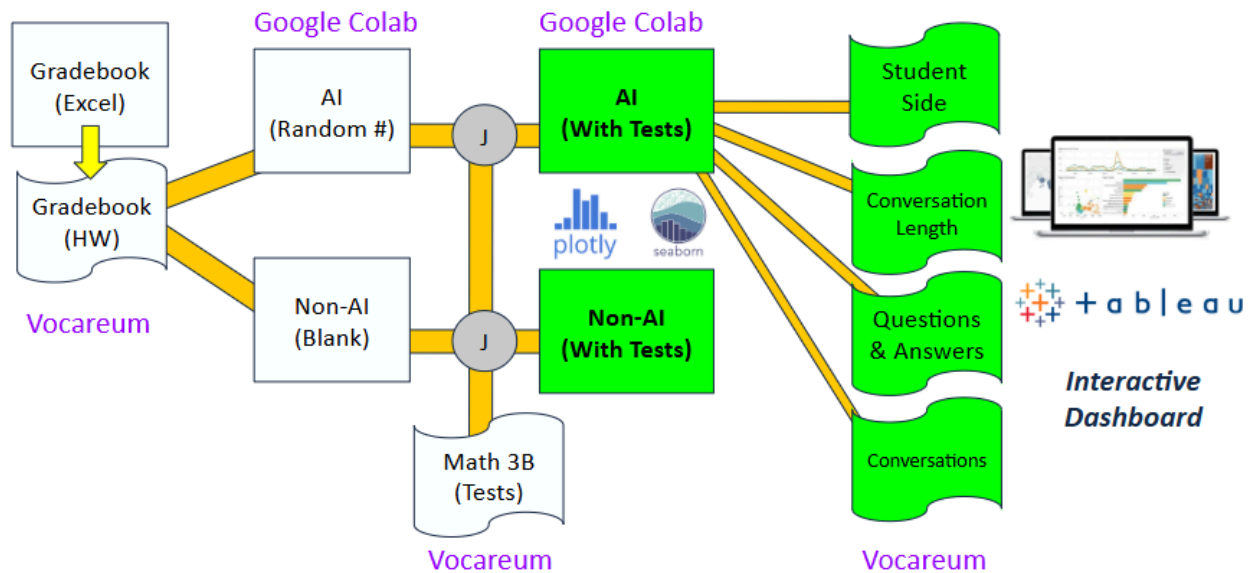 Google Colab
Google Colab
Gradebook
(Excel)
AI
(Random #)
J
AI
(With Tests)
Student
Side
Gradebook
(HW)
Vocareum
plotly
seaborn
Conversation
Length
Non-AI
(Blank)
J
Non-AI
(With Tests)
Questions
& Answers
+ableau
Interactive
Dashboard
Math 3B
(Tests)
Vocareum
Conversations
Vocareum